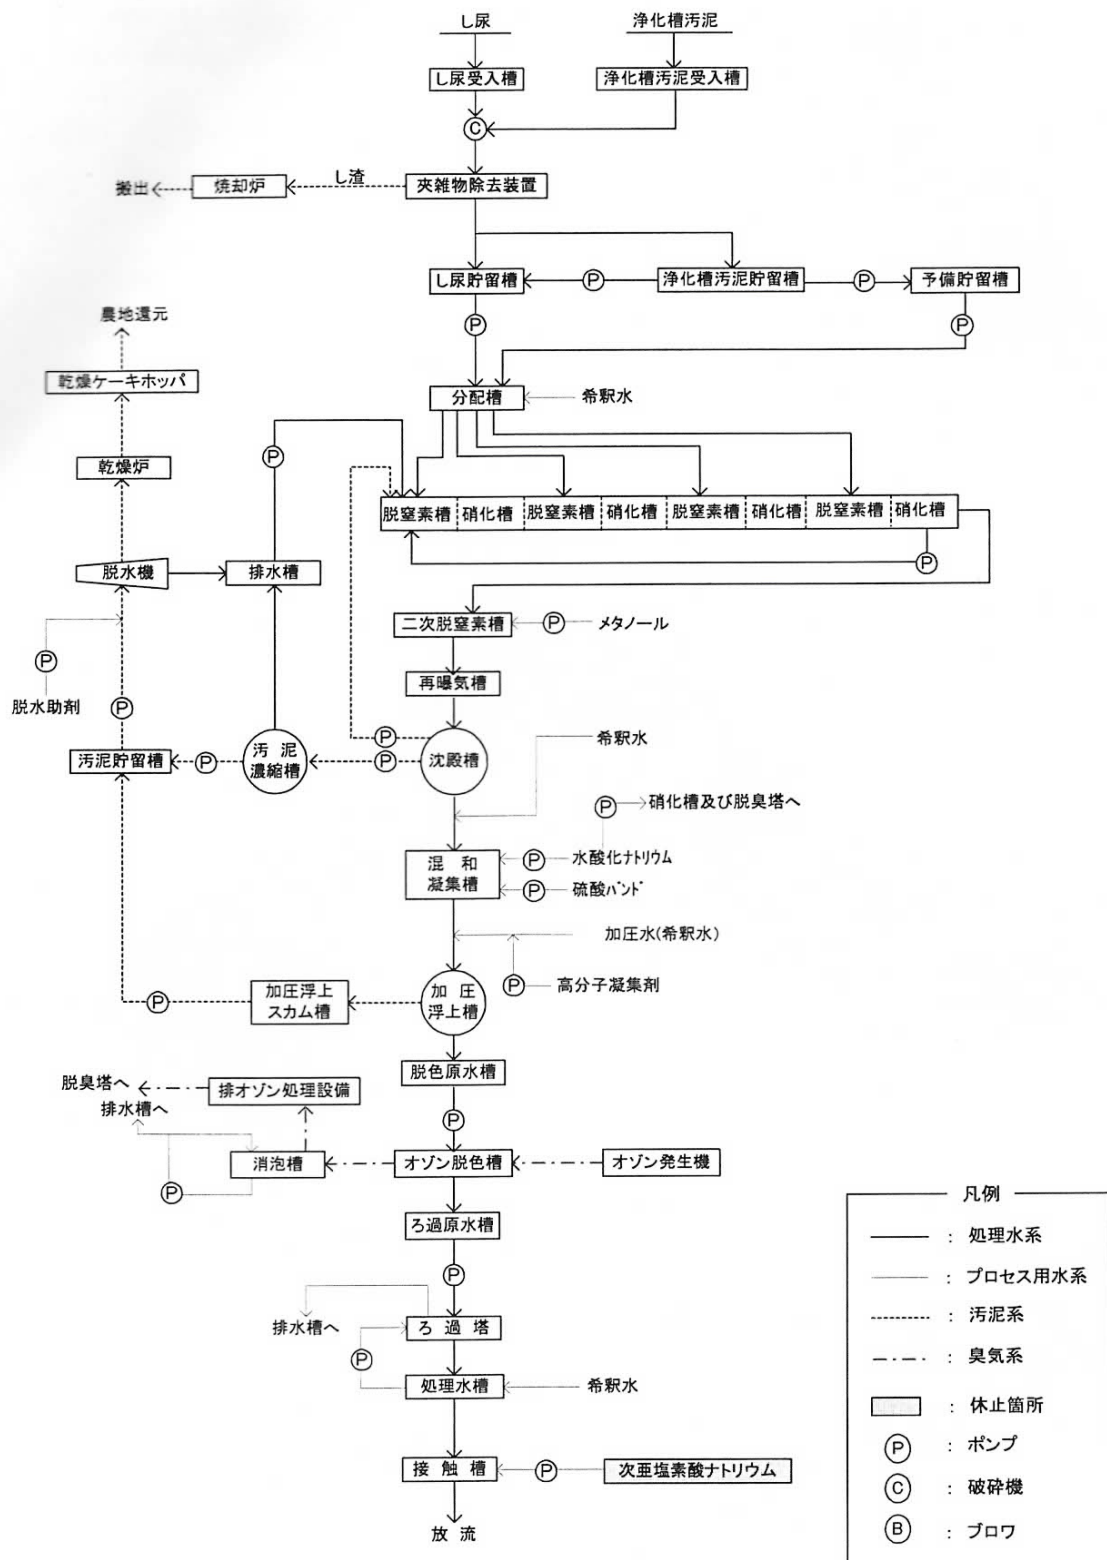 し尿
浄化槽汚泥
し尿受入槽
浄化槽汚泥受入槽
C
搬出
焼却炉
し渣
夾雑物除去装置
し尿貯留槽
P
浄化槽汚泥貯留槽
P
予備貯留槽
農地還元
P
P
乾燥ケーキホッパ
分配槽
希釈水
P
乾燥炉
脱窒素槽
硝化槽
脱窒素槽
硝化槽
脱窒素槽
硝化槽
脱窒素槽
硝化槽
P
脱水機
排水槽
二次脱窒素槽
P
メタノール
P
再曝気槽
脱水助剤
P
P
希釈水
汚泥貯留槽
P
汚泥
濃縮槽
P
沈殿槽
P
硝化槽及び脱臭塔へ
混和
凝集槽
P
水酸化ナトリウム
P
硫酸バンド
加圧水(希釈水)
P
高分子凝集剤
P
加圧浮上
スカム槽
加圧
浮上槽
脱色原水槽
脱臭塔へ
排オゾン処理設備
排水槽へ
P
消泡槽
オゾン脱色槽
オゾン発生機
P
ろ過原水槽
P
排水槽へ
ろ過塔
P
処理水槽
希釈水
接触槽
P
次亜塩素酸ナトリウム
放流
凡例
: 処理水系
: プロセス用水系
: 汚泥系
: 臭気系
: 休止箇所
P : ポンプ
C : 破砕機
B : ブロワ